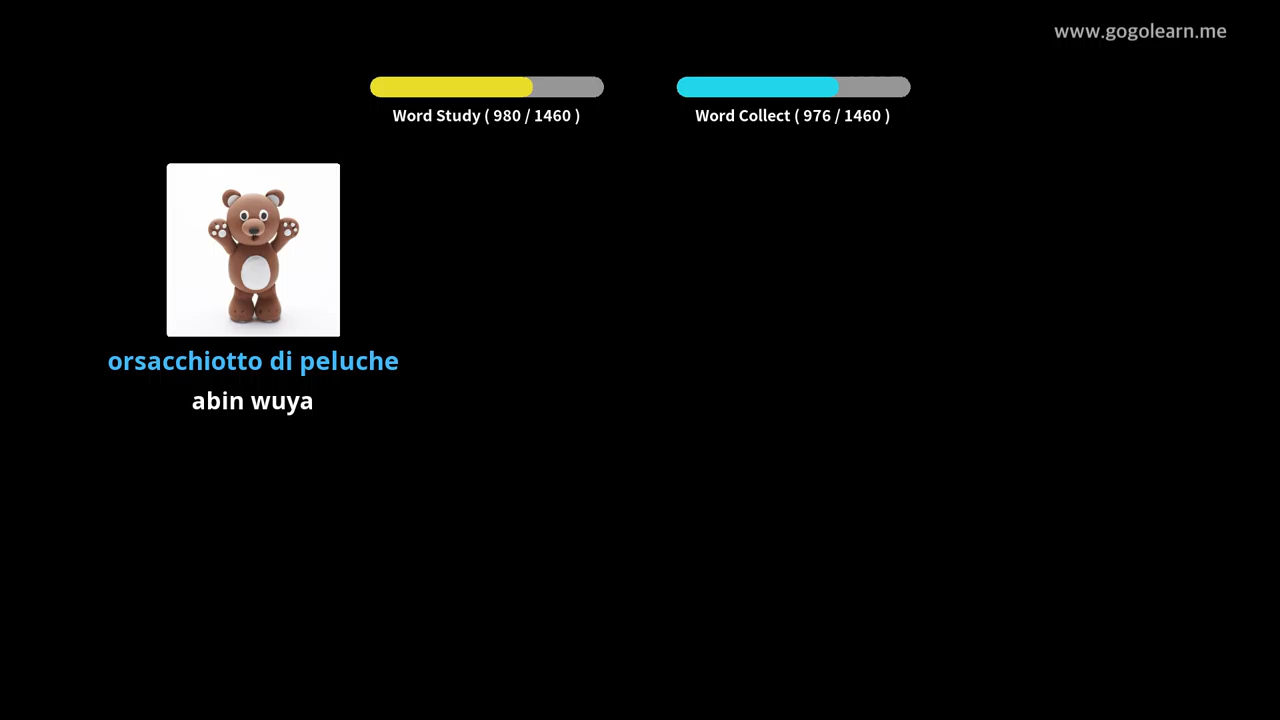 www.gogolearn.me
Word Study ( 980 / 1460 )
Word Collect ( 976 / 1460 )
orsacchiotto di peluche
abin wuya